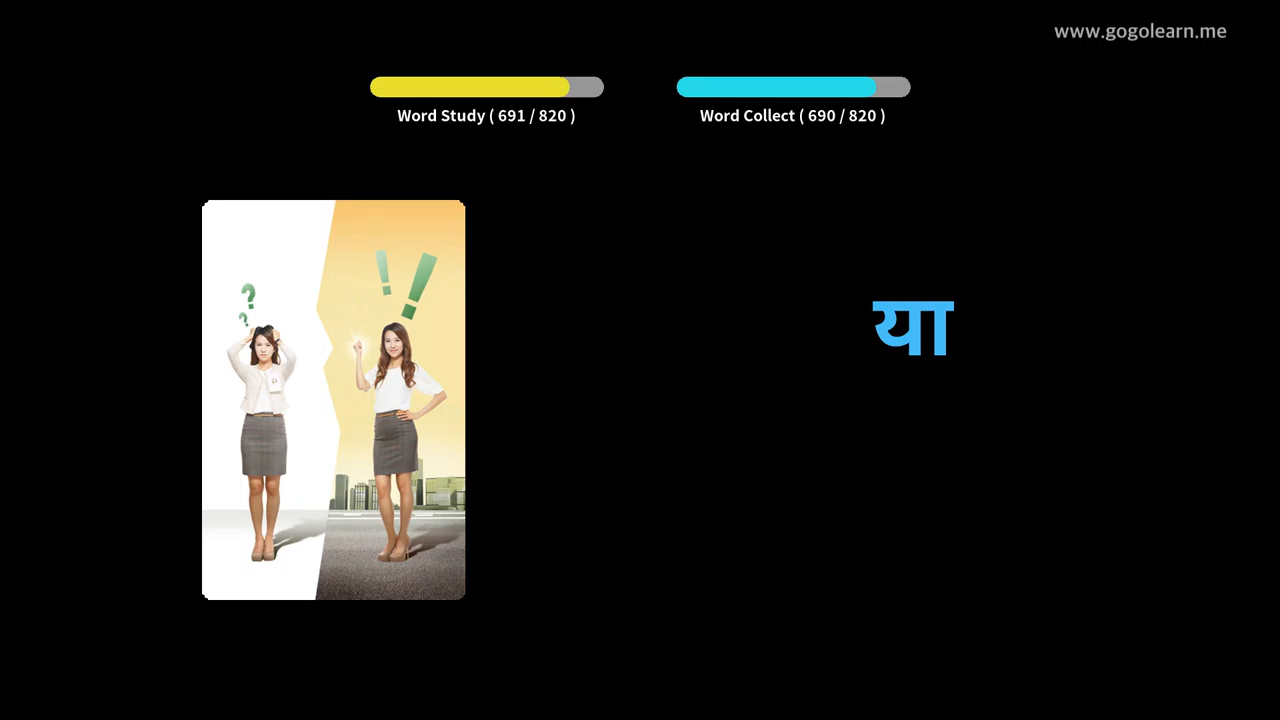 www.gogolearn.me
Word Study ( 691 / 820 )
Word Collect ( 690 / 820 )
? ?
! !
या